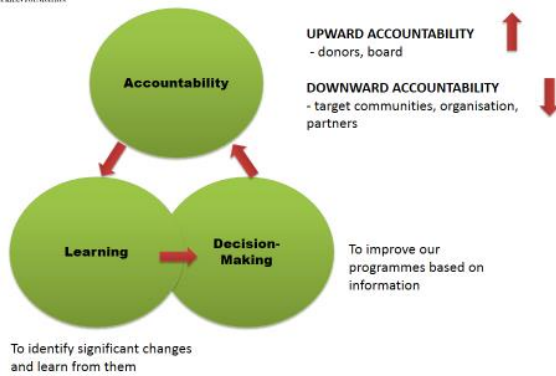 UPWARD ACCOUNTABILITY
- donors, board
Accountability
DOWNWARD ACCOUNTABILITY
- target communities, organisation,
partners
Learning
Decision-
Making
To improve our
programmes based on
information
To identify significant changes
and learn from them